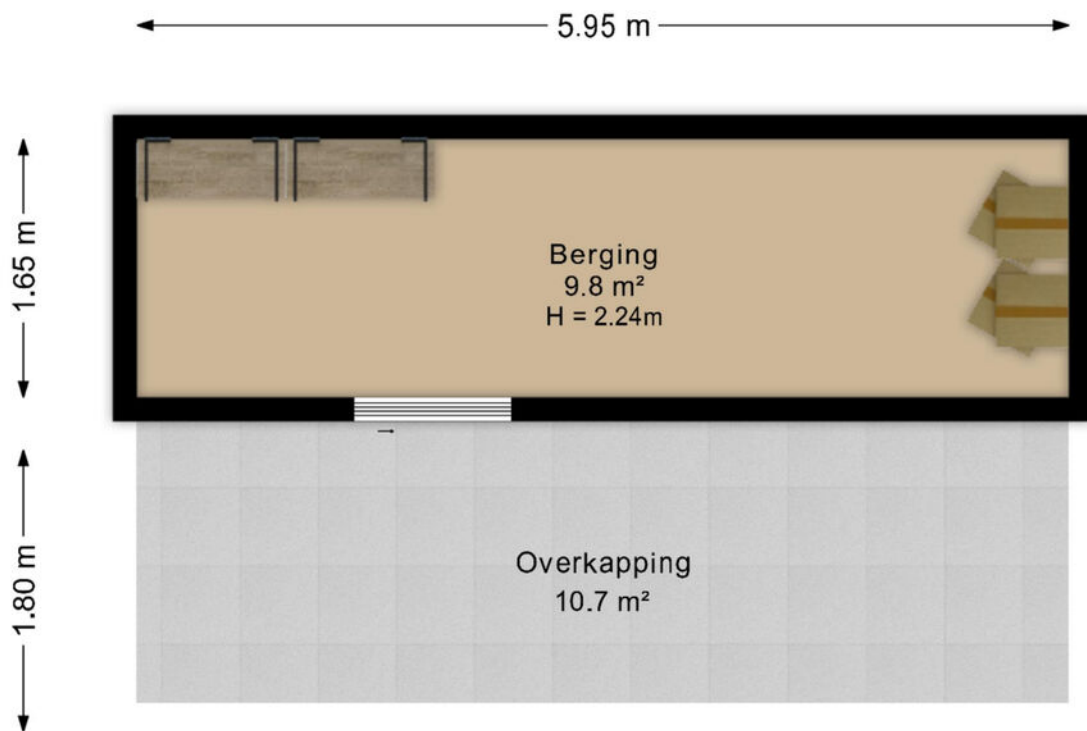 5.95 m
1.65 m
Berging
9.8 m²
H = 2.24m
1.80 m
Overkapping
10.7 m²